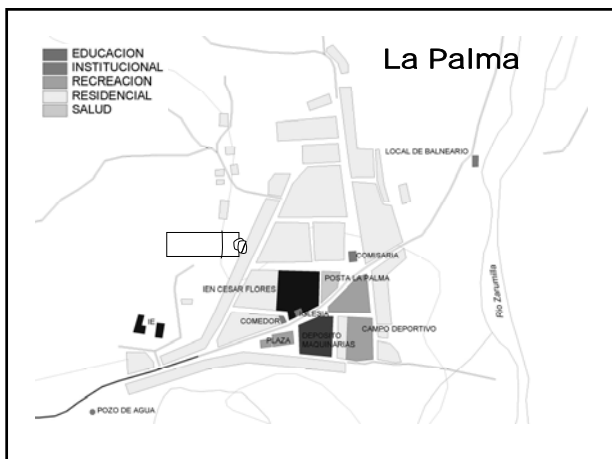 La Palma
EDUCACION
INSTITUCIONAL
RECREACION
RESIDENCIAL
SALUD
LOCAL DE BALNEARIO
COMISARIA
IEN CESAR FLORES
POSTA LA PALMA
Rio Zarumilla
IGLESIA
COMEDOR
IE
CAMPO DEPORTIVO
DEPOSITO
MAQUINARIAS
PLAZA
POZO DE AGUA